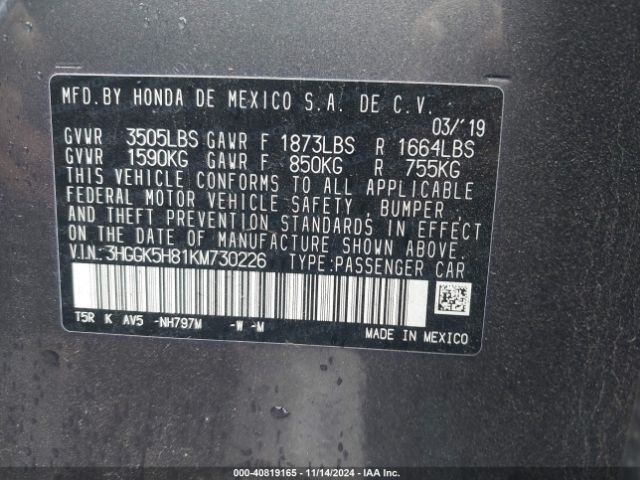 MFD.BY HONDA DE MEXICO S.A. DE C.V.
03/'19
GVWR 3505LBS GAWR F 1873LBS R 1664LBS
GVWR 1590KG GAWR F 850KG R 755KG
THIS VEHICLE CONFORMS TO ALL APPLICABLE
FEDERAL MOTOR VEHICLE SAFETY , BUMPER ,
AND THEFT PREVENTION STANDARDS IN EFFECT
ON THE DATE OF MANUFACTURE SHOWN ABOVE.
V.I.N.:3HGGK5H81KM730226 TYPE:PASSENGER CAR
T5R K AV5 -NH797M -W -M
MADE IN MEXICO
000-40819165 - 11/14/2024 - IAA Inc.